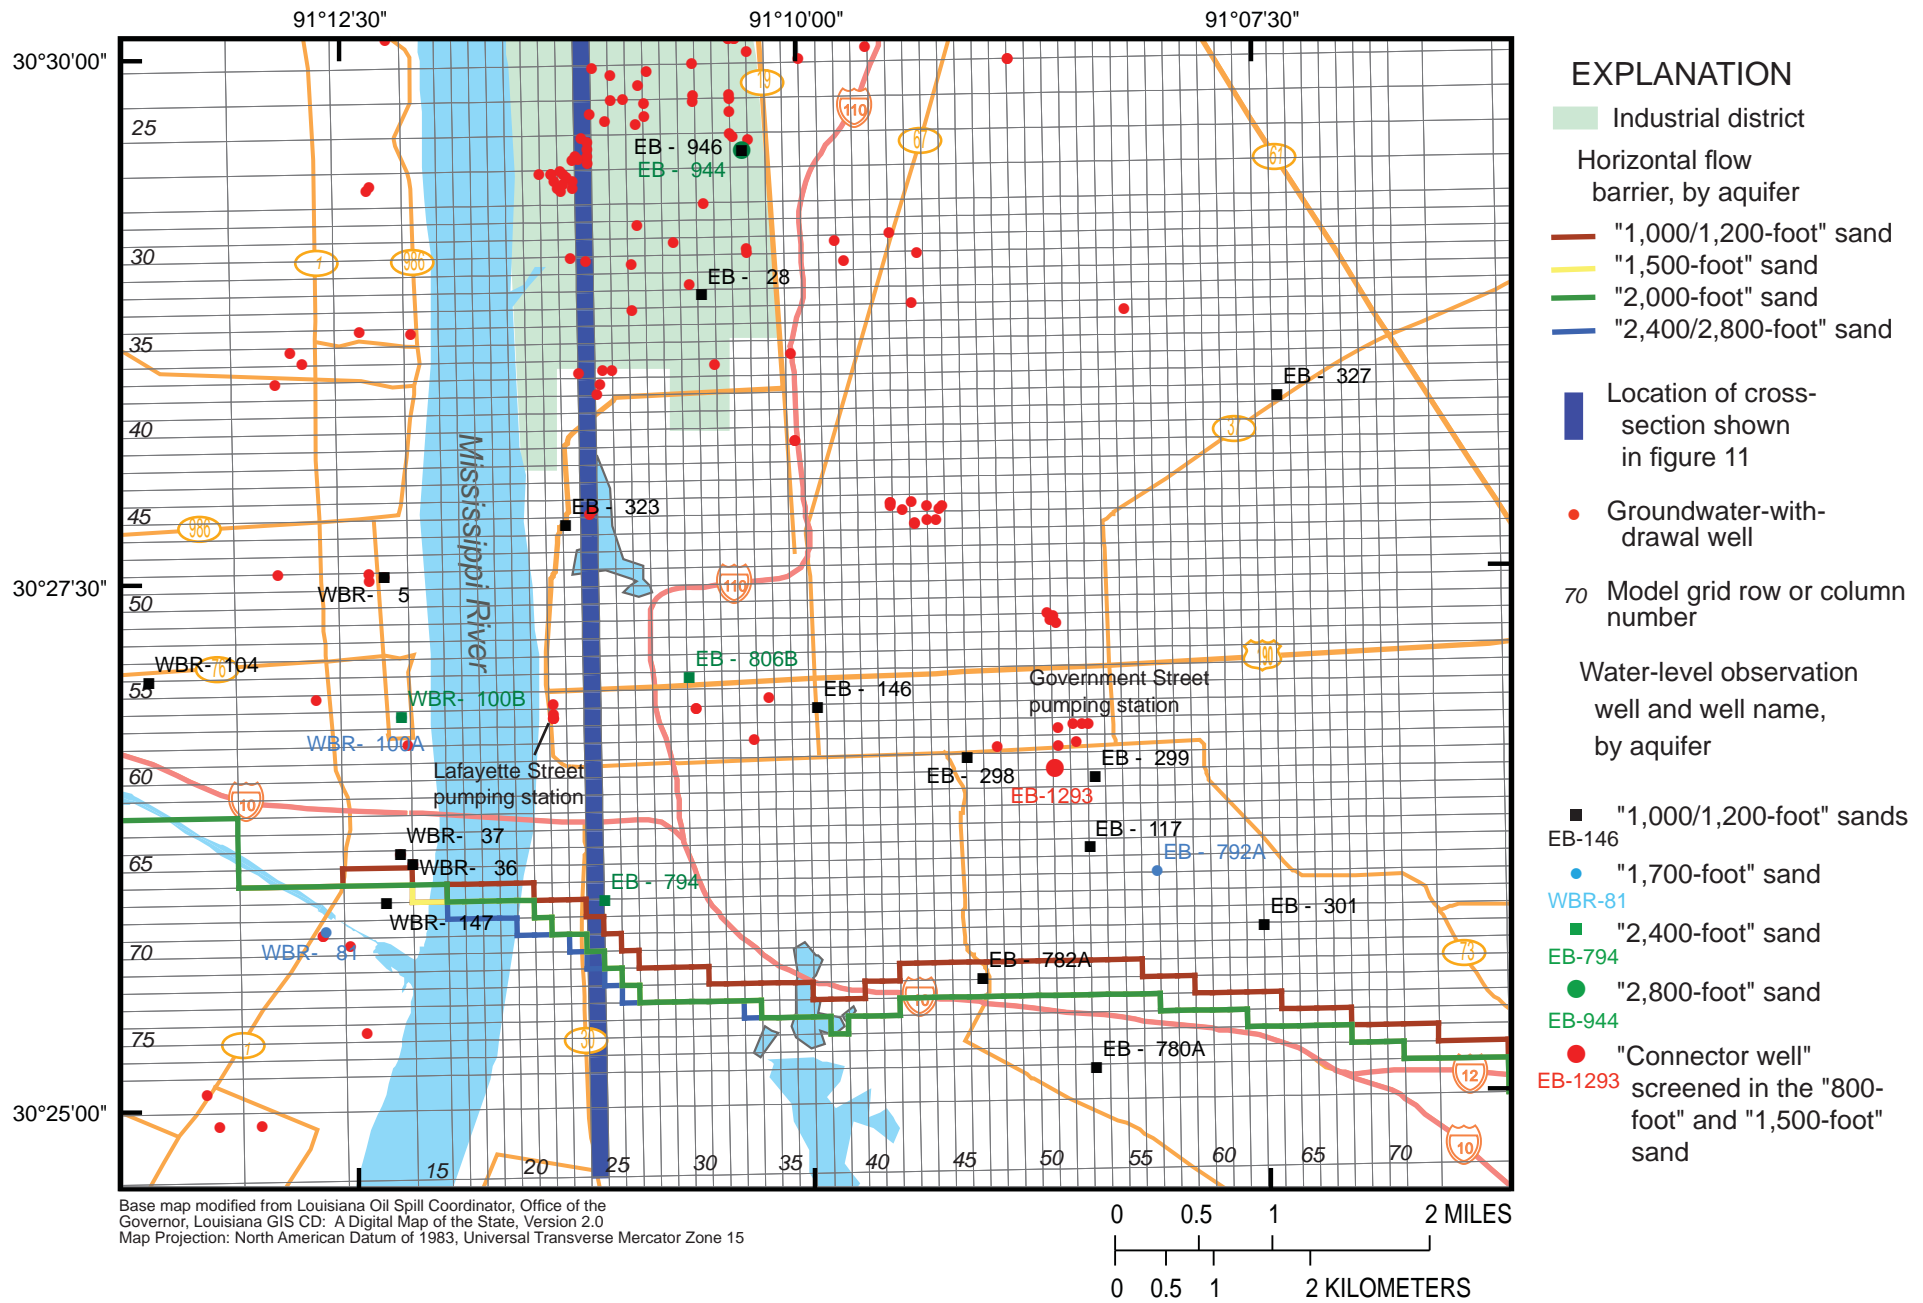 91°12'30"
91°10'00"
91°07'30"
30°30'00"
30°27'30"
30°25'00"
25
30
35
40
45
50
55
60
65
70
75
15
20
25
30
35
40
45
50
55
60
65
70
19
110
67
61
EB - 946
EB - 944
1
986
EB - 28
EB - 327
37
Mississippi River
EB - 323
986
110
WBR- 5
WBR- 104
76
EB - 806B
190
WBR- 100B
EB - 146
Government Street
pumping station
WBR- 100A
Lafayette Street
pumping station
EB - 298
EB - 299
EB-1293
10
WBR- 37
EB - 117
WBR- 36
EB - 792A
EB - 794
WBR- 147
EB - 301
WBR- 81
EB - 782A
73
10
1
30
EB - 780A
12
10
EXPLANATION
Industrial district
Horizontal flow
barrier, by aquifer
"1,000/1,200-foot" sand
"1,500-foot" sand
"2,000-foot" sand
"2,400/2,800-foot" sand
Location of cross-
section shown
in figure 11
Groundwater-with-
drawal well
70 Model grid row or column
number
Water-level observation
well and well name,
by aquifer
"1,000/1,200-foot" sands
EB-146
"1,700-foot" sand
WBR-81
"2,400-foot" sand
EB-794
"2,800-foot" sand
EB-944
"Connector well"
EB-1293
screened in the "800-
foot" and "1,500-foot"
sand
Base map modified from Louisiana Oil Spill Coordinator, Office of the
Governor, Louisiana GIS CD: A Digital Map of the State, Version 2.0
Map Projection: North American Datum of 1983, Universal Transverse Mercator Zone 15
0 0.5 1 2 MILES
0 0.5 1 2 KILOMETERS